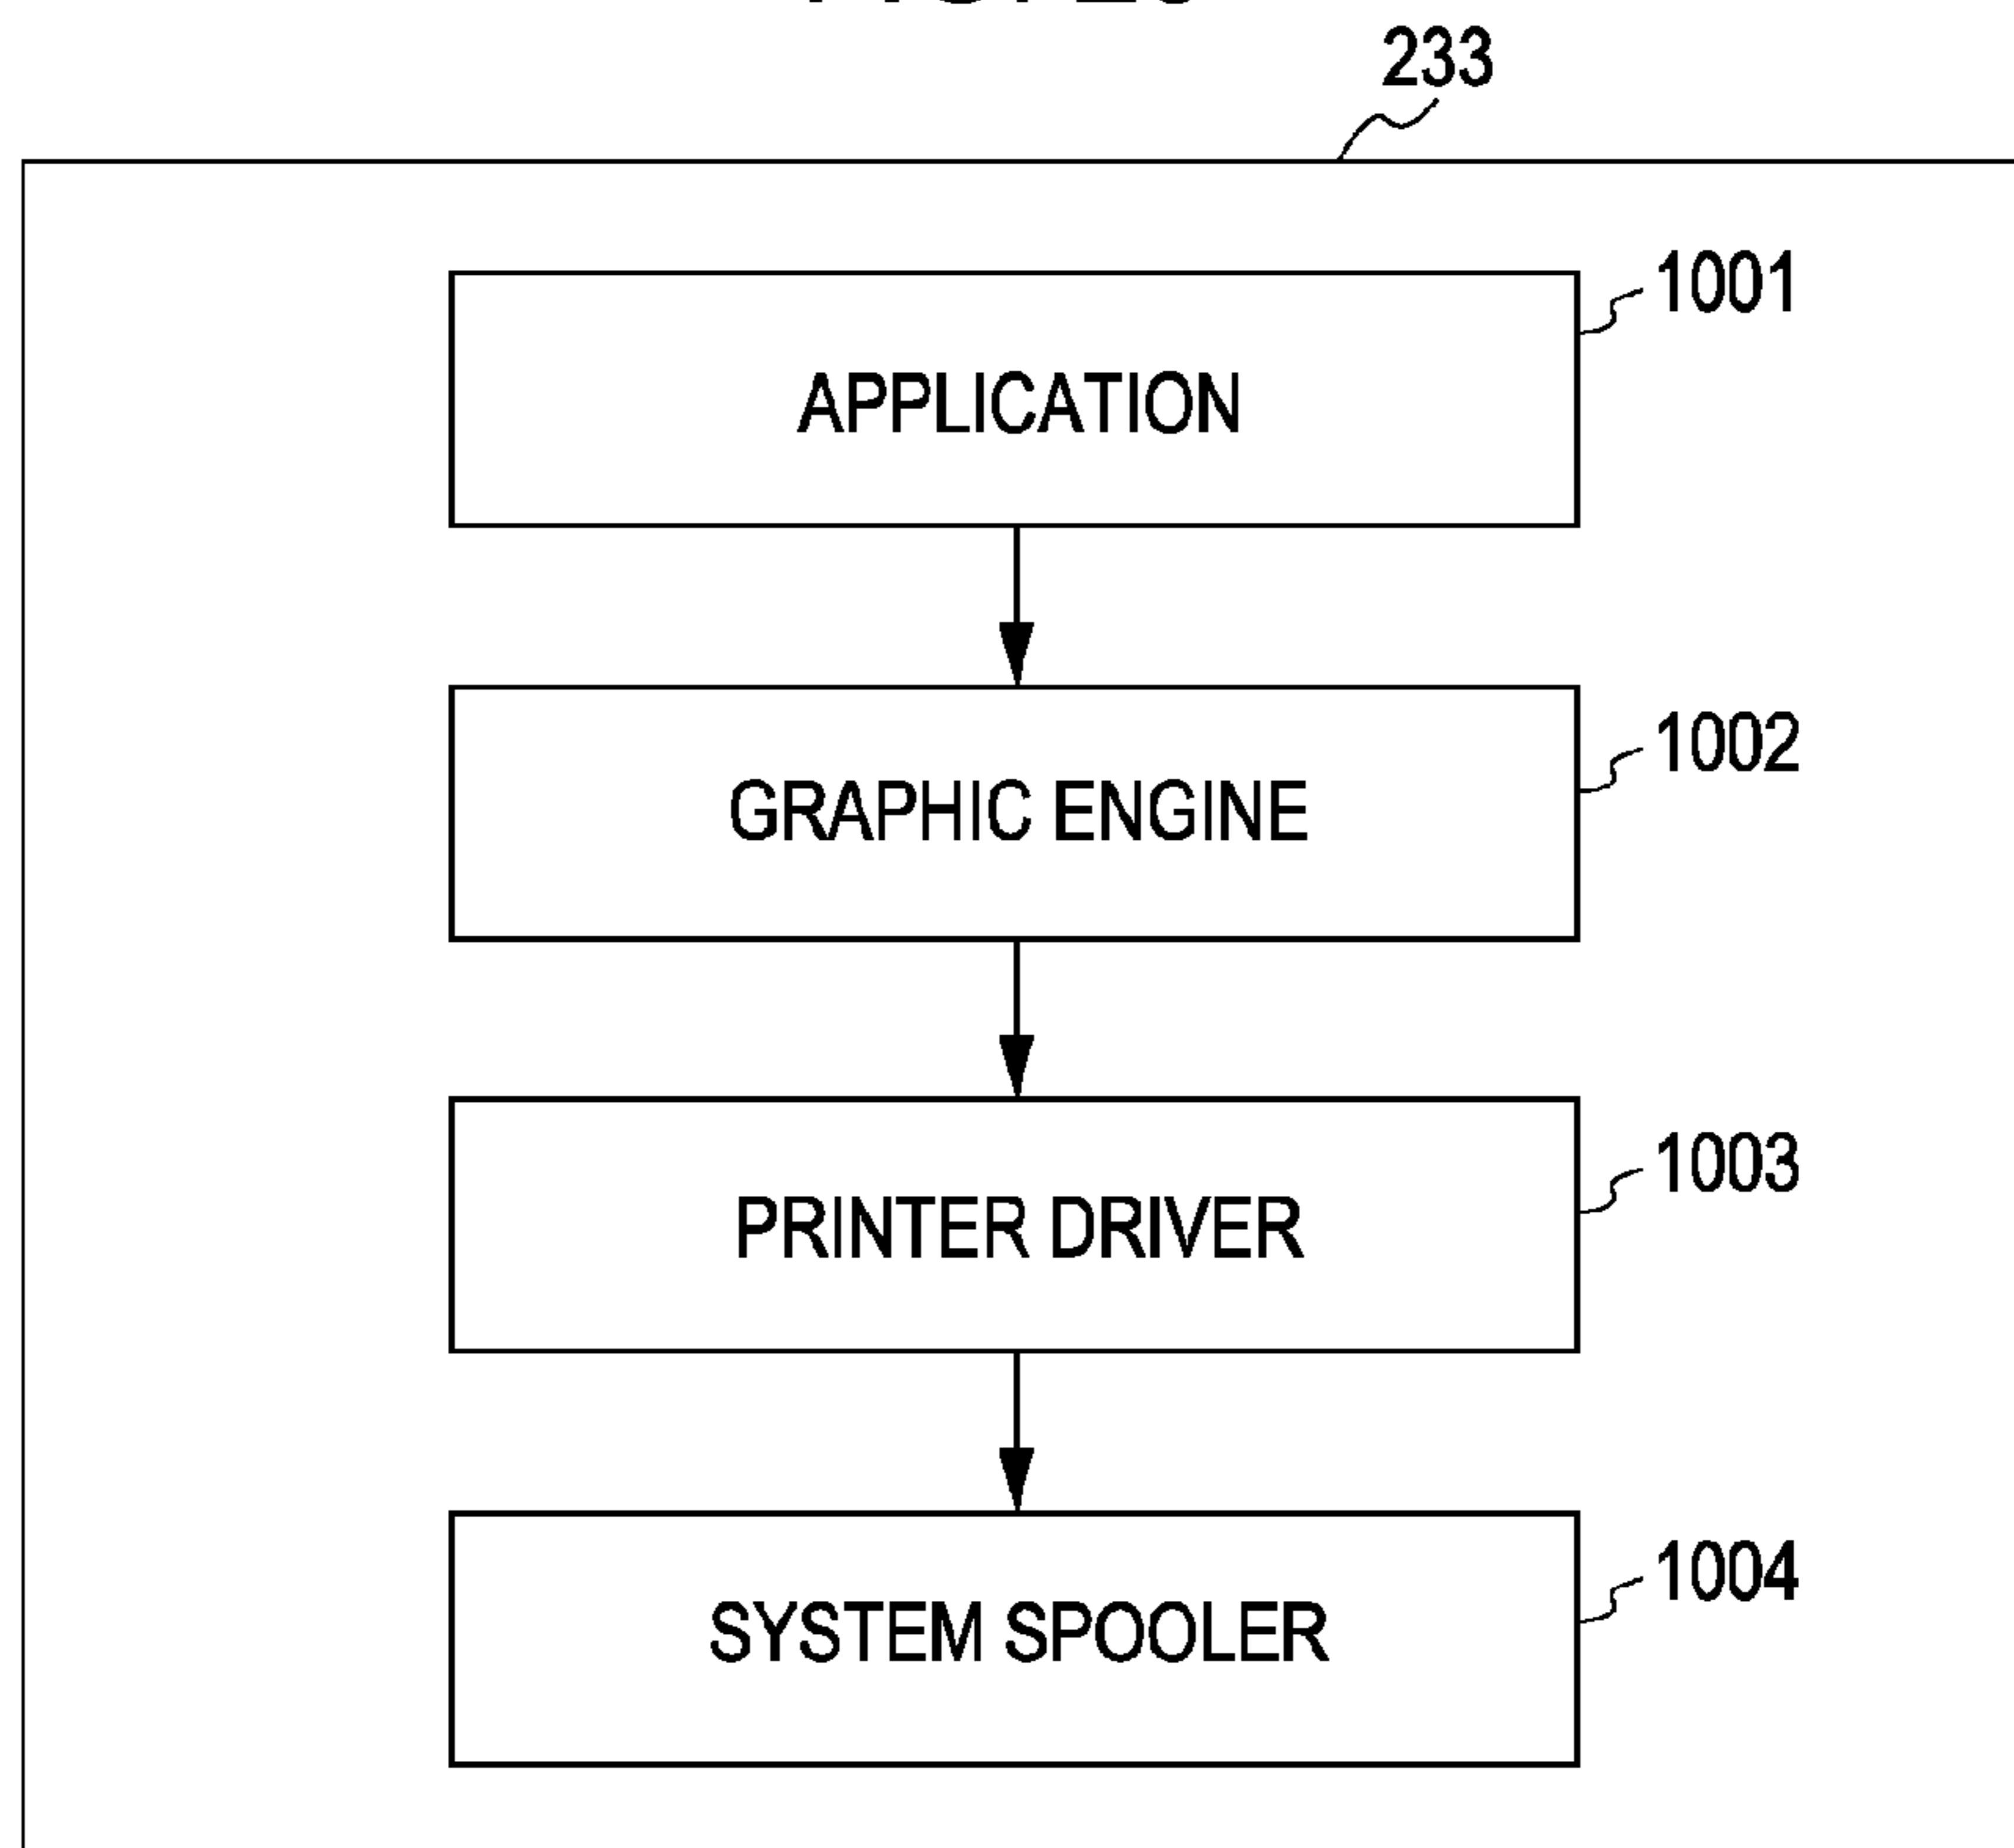 233
1001
APPLICATION
1002
GRAPHIC ENGINE
1003
PRINTER DRIVER
1004
SYSTEM SPOOLER